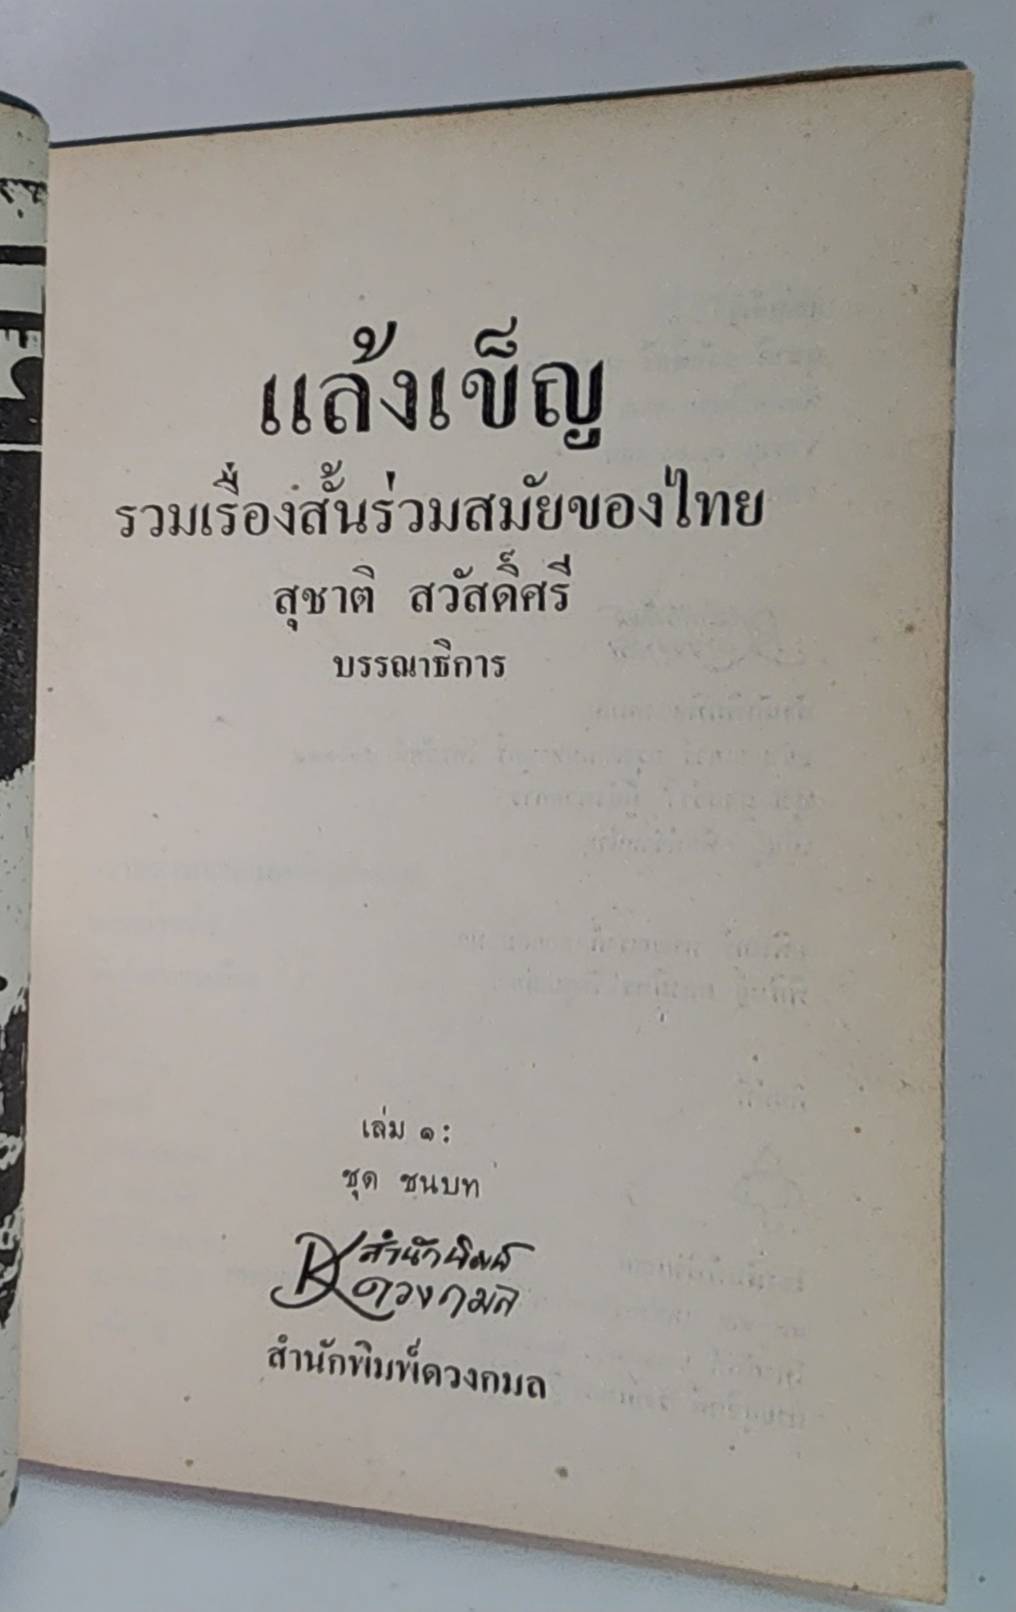 แล้งเข็ญ
รวมเรื่องสั้นร่วมสมัยของไทย
สุชาติ สวัสดิ์ศรี
บรรณาธิการ
เล่ม ๑:
ชุด ชนบท
DK สำนักพิมพ์
ดวงกมล
สำนักพิมพ์ดวงกมล